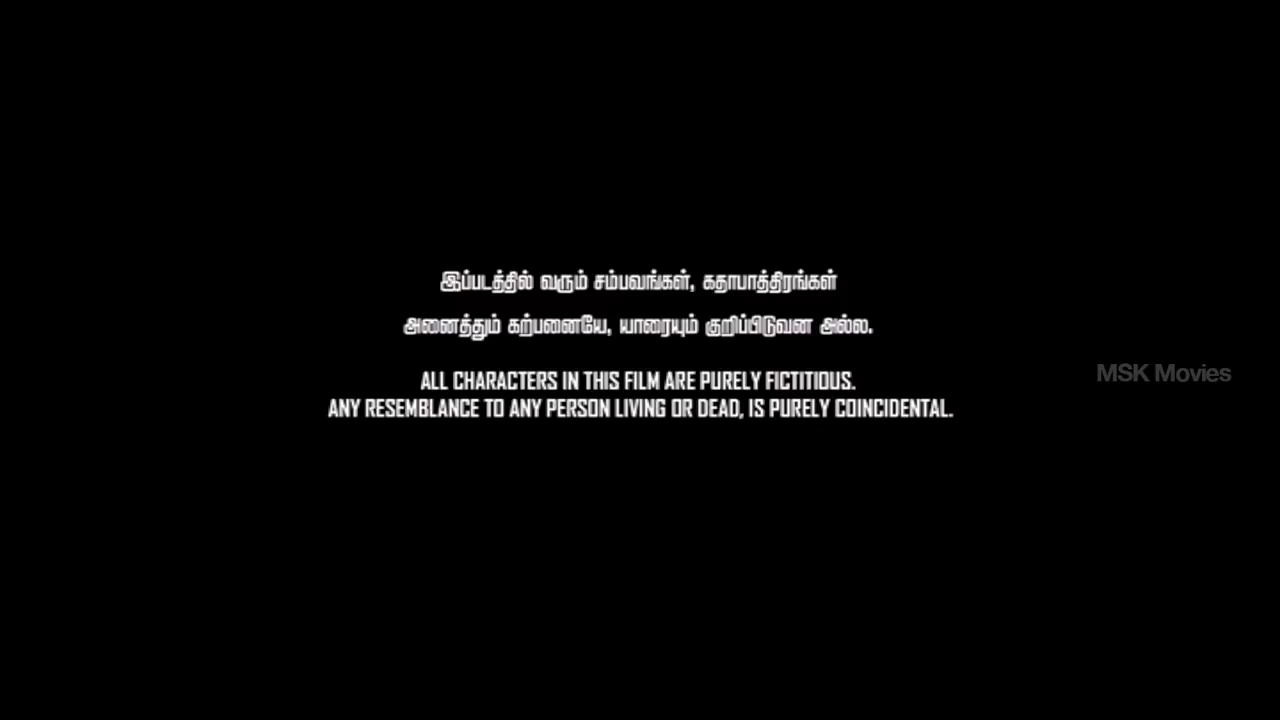 இப்படத்தில் வரும் சம்பவங்கள், கதாபாத்திரங்கள்
அனைத்தும் கற்பனையே, யாரையும் குறிப்பிடுவன அல்ல.
ALL CHARACTERS IN THIS FILM ARE PURELY FICTITIOUS.
ANY RESEMBLANCE TO ANY PERSON LIVING OR DEAD, IS PURELY COINCIDENTAL.
MSK Movies